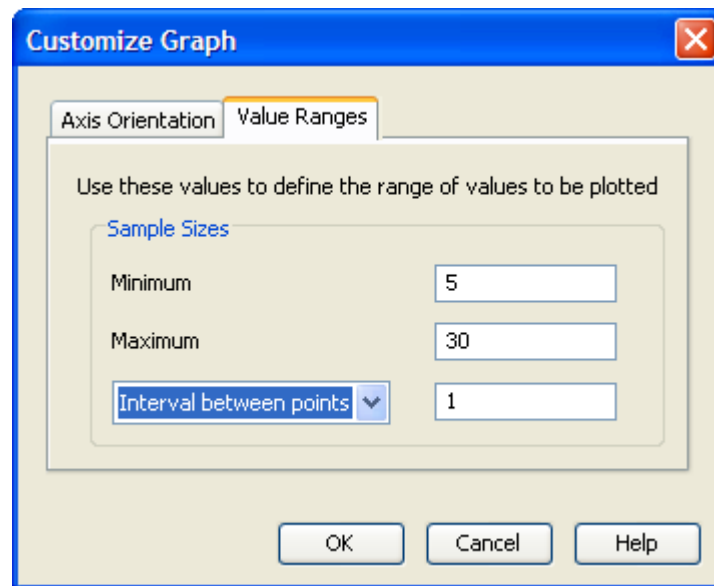 Customize Graph
Axis Orientation
Value Ranges
Use these values to define the range of values to be plotted
Sample Sizes
Minimum 5
Maximum 30
Interval between points 1
OK Cancel Help